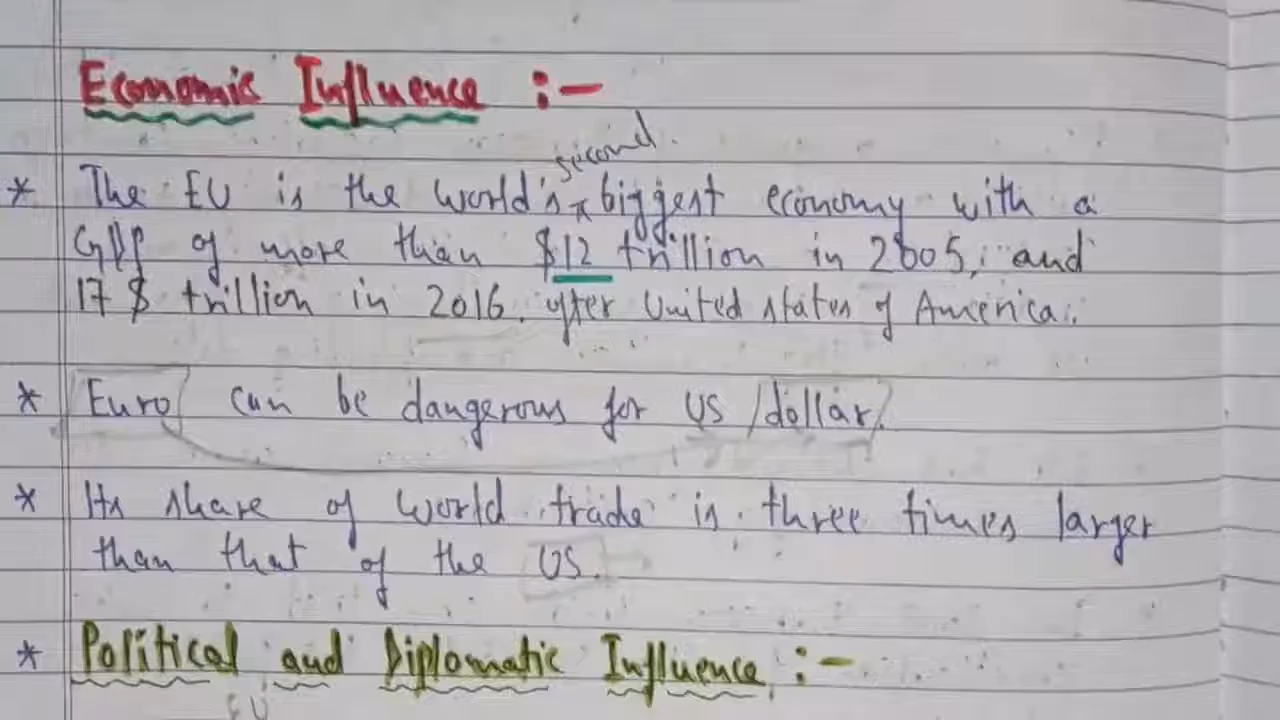 Economic Influence :-
second.
* The EU is the world's biggest economy with a
GDP of more than $12 trillion in 2005, and
17 $ trillion in 2016. after United states of America.
* Euro can be dangerous for US dollar.
* Its share of world trade is three times larger
than that of the US.
* Political and Diplomatic Influence :-
EU